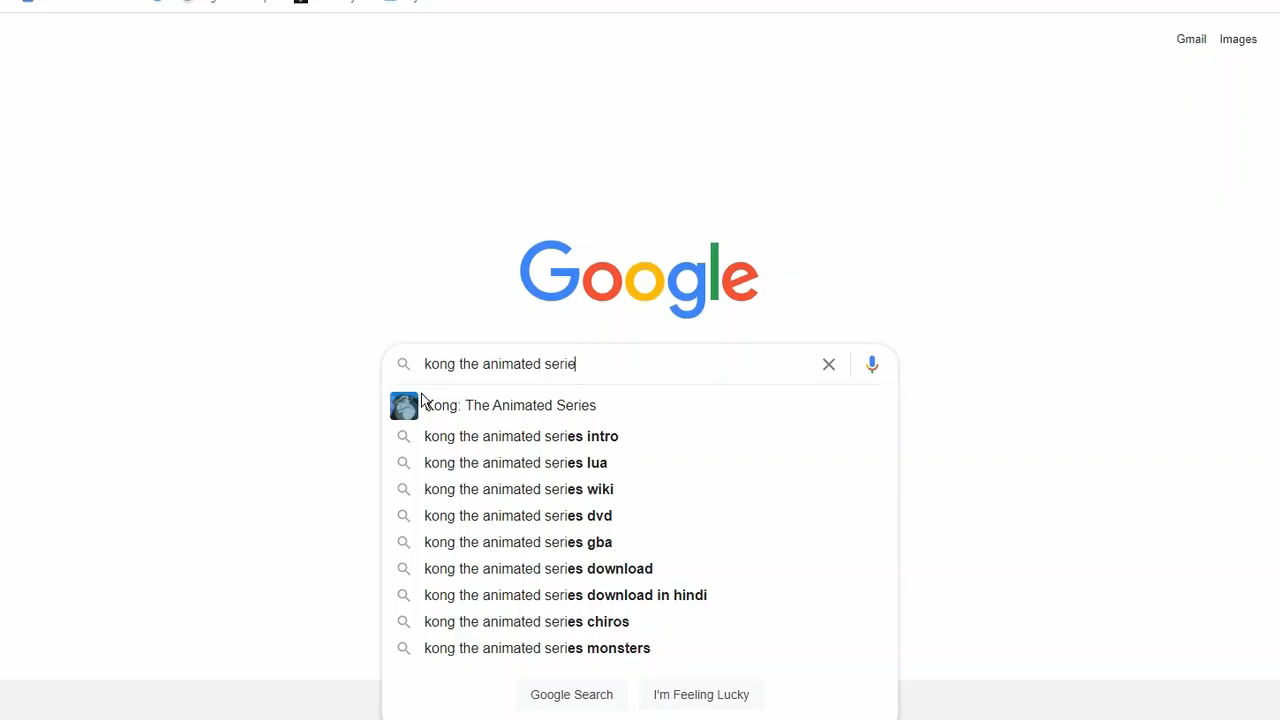 Gmail Images
Google
kong the animated serie
Kong: The Animated Series
kong the animated series intro
kong the animated series lua
kong the animated series wiki
kong the animated series dvd
kong the animated series gba
kong the animated series download
kong the animated series download in hindi
kong the animated series chiros
kong the animated series monsters
Google Search I'm Feeling Lucky